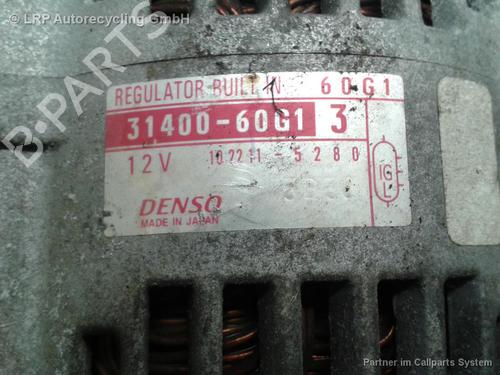 © LRP Autorecycling GmbH
REGULATOR BUILT IN 60G1
31400-60G1 3
12V 102211-5280
IG
L
DENSO
MADE IN JAPAN
Partner im Callparts System